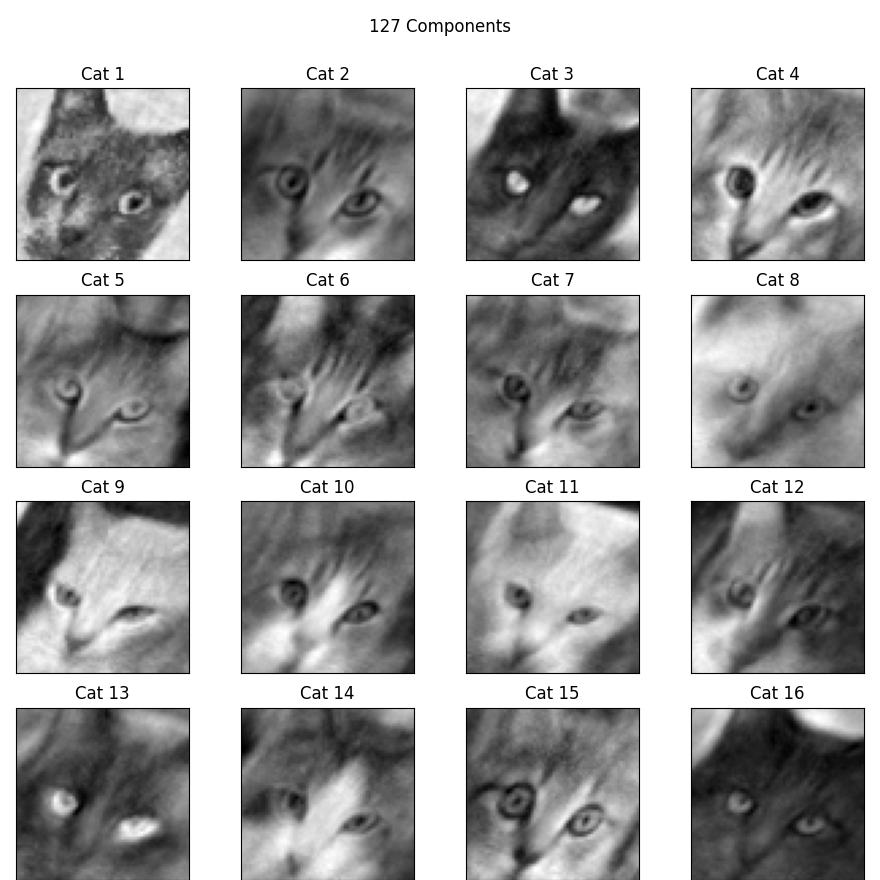 127 Components
Cat 1
Cat 2
Cat 3
Cat 4
Cat 5
Cat 6
Cat 7
Cat 8
Cat 9
Cat 10
Cat 11
Cat 12
Cat 13
Cat 14
Cat 15
Cat 16